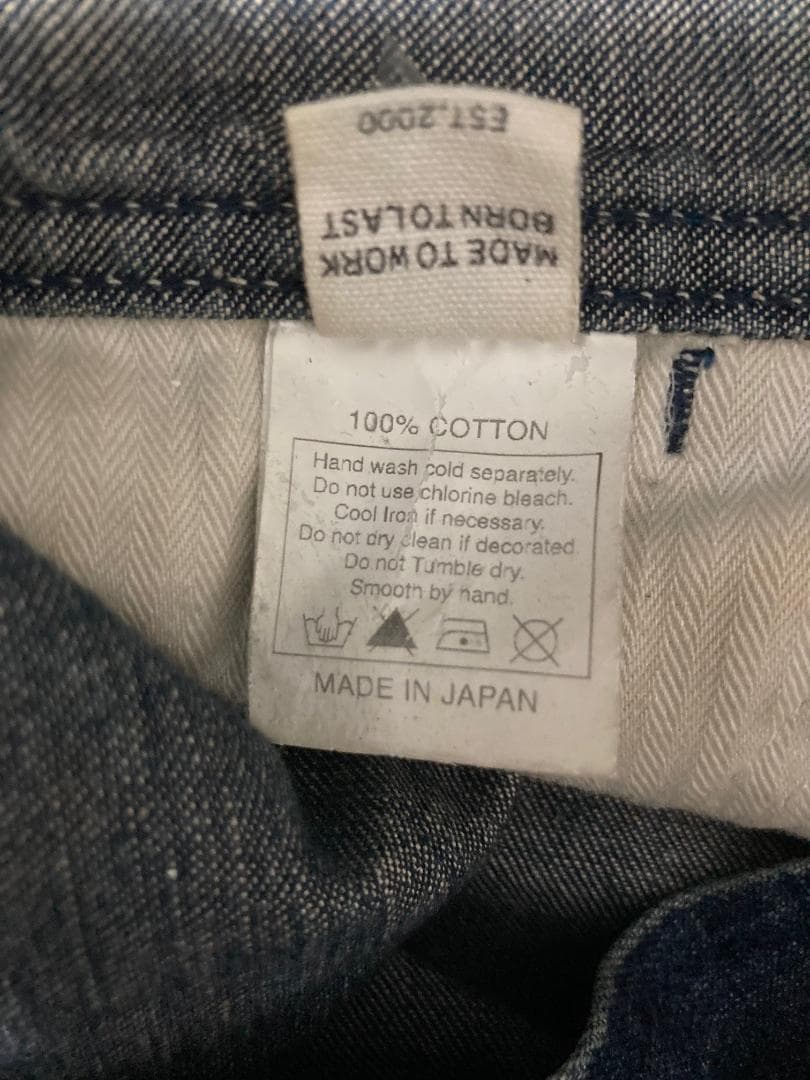 MADE TO WORK
BORN TO LAST
EST.2000
100% COTTON
Hand wash cold separately.
Do not use chlorine bleach.
Cool Iron if necessary.
Do not dry clean if decorated.
Do not Tumble dry.
Smooth by hand.
MADE IN JAPAN